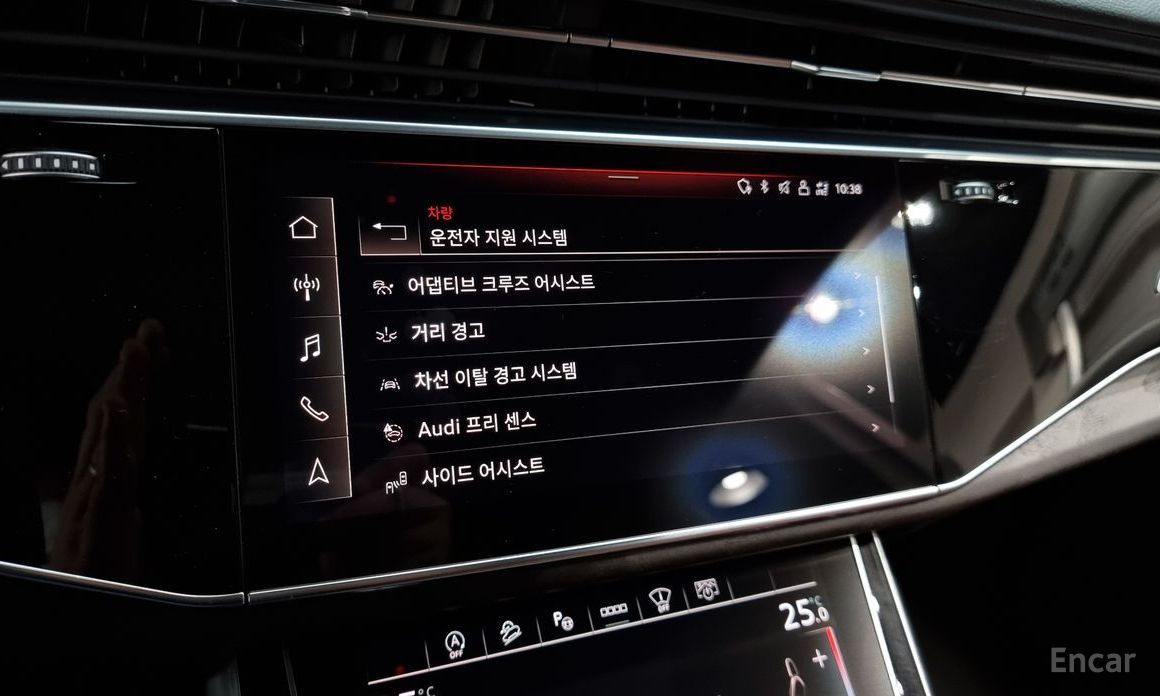 10:38
차량
운전자 지원 시스템
어댑티브 크루즈 어시스트
거리 경고
차선 이탈 경고 시스템
Audi 프리 센스
사이드 어시스트
A
OFF
P
OFF
25.0 °C
+
°C
Encar